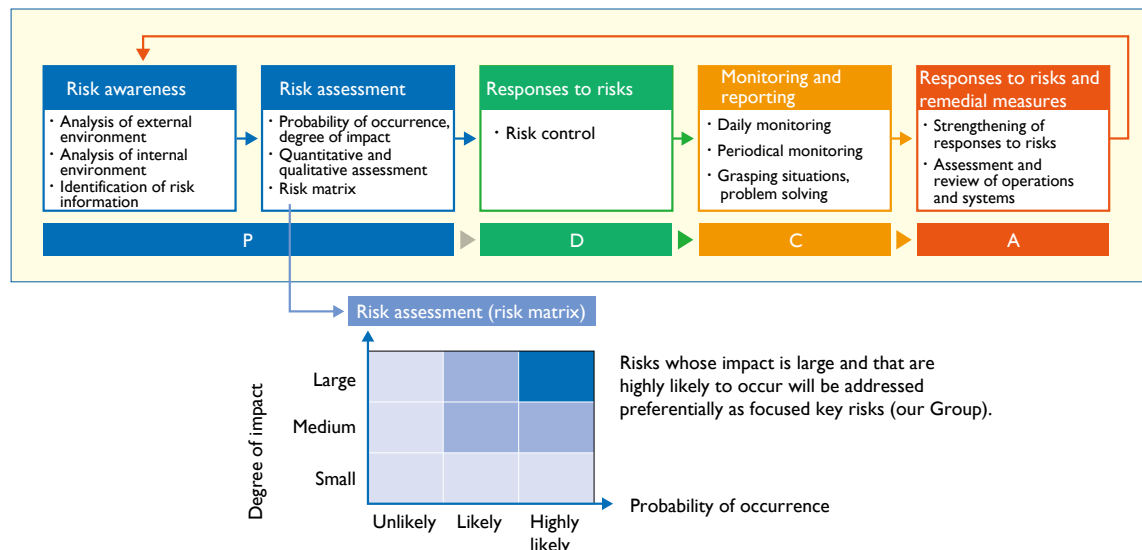 Risk awareness
・Analysis of external
environment
・Analysis of internal
environment
・Identification of risk
information
Risk assessment
・Probability of occurrence,
degree of impact
・Quantitative and
qualitative assessment
・Risk matrix
Responses to risks
・Risk control
Monitoring and
reporting
・Daily monitoring
・Periodical monitoring
・Grasping situations,
problem solving
Responses to risks and
remedial measures
・Strengthening of
responses to risks
・Assessment and
review of operations
and systems
P
D
C
A
Risk assessment (risk matrix)
Degree of impact
Large
Medium
Small
Unlikely
Likely
Highly
likely
Probability of occurrence
Risks whose impact is large and that are
highly likely to occur will be addressed
preferentially as focused key risks (our Group).